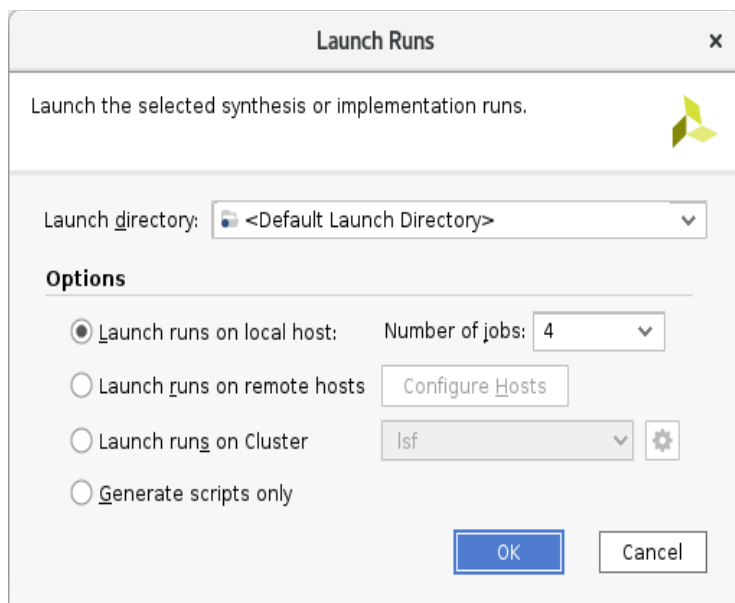 Launch Runs
Launch the selected synthesis or implementation runs.
Launch directory: <Default Launch Directory>
Options
Launch runs on local host: Number of jobs: 4
Launch runs on remote hosts Configure Hosts
Launch runs on Cluster lsf
Generate scripts only
OK Cancel